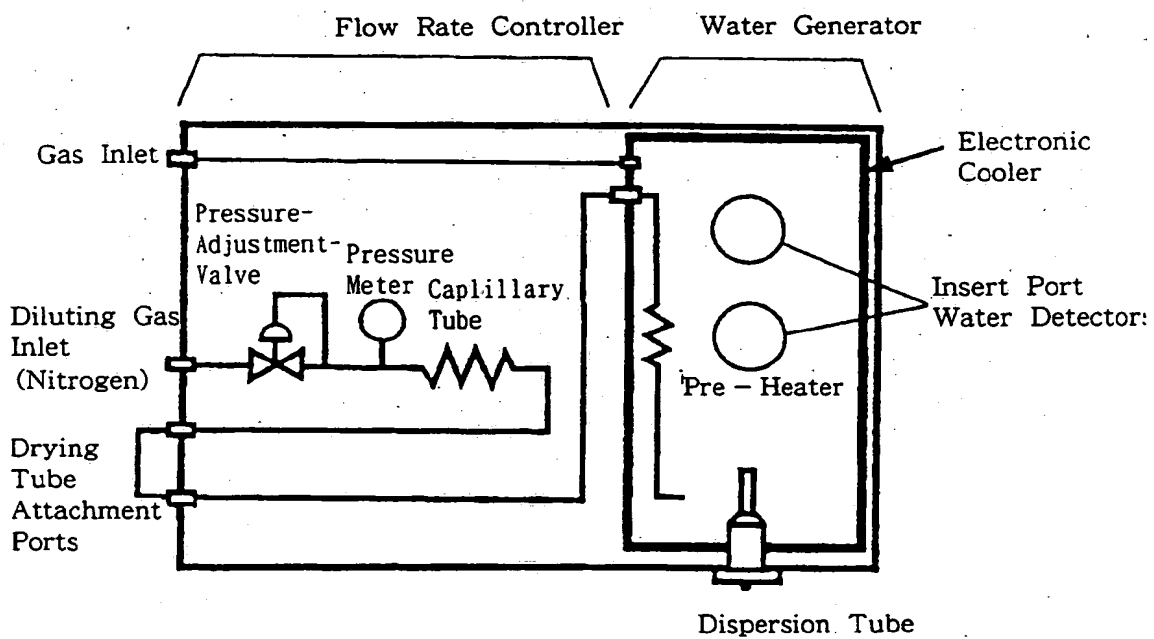 Flow Rate Controller
Water Generator
Gas Inlet
Electronic
Cooler
Pressure-
Adjustment-
Valve
Pressure
Meter
Caplillary
Tube
Diluting Gas
Inlet
(Nitrogen)
Insert Port
Water Detector:
Pre - Heater
Drying
Tube
Attachment
Ports
Dispersion Tube